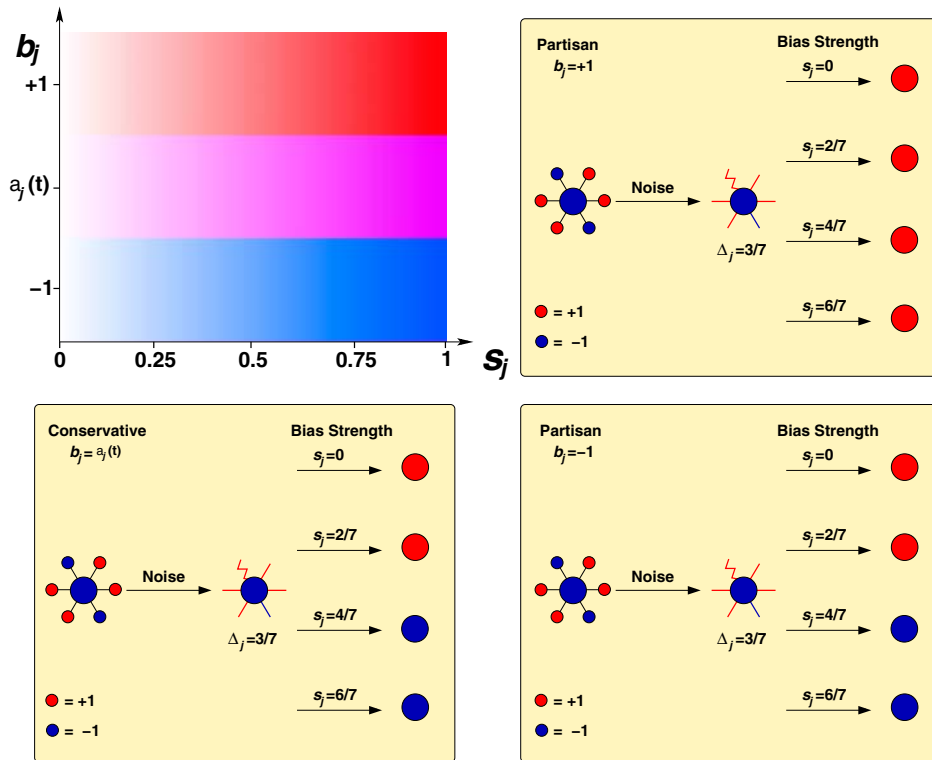 b_j
+1
a_j (t)
−1
0
0.25
0.5
0.75
1
s_j
Partisan
b_j=+1
Bias Strength
s_j=0
s_j=2/7
Noise
s_j=4/7
Δ_j=3/7
s_j=6/7
= +1
= −1
Conservative
b_j= a_j(t)
Bias Strength
s_j=0
s_j=2/7
Noise
s_j=4/7
Δ_j=3/7
s_j=6/7
= +1
= −1
Partisan
b_j=−1
Bias Strength
s_j=0
s_j=2/7
Noise
s_j=4/7
Δ_j=3/7
s_j=6/7
= +1
= −1